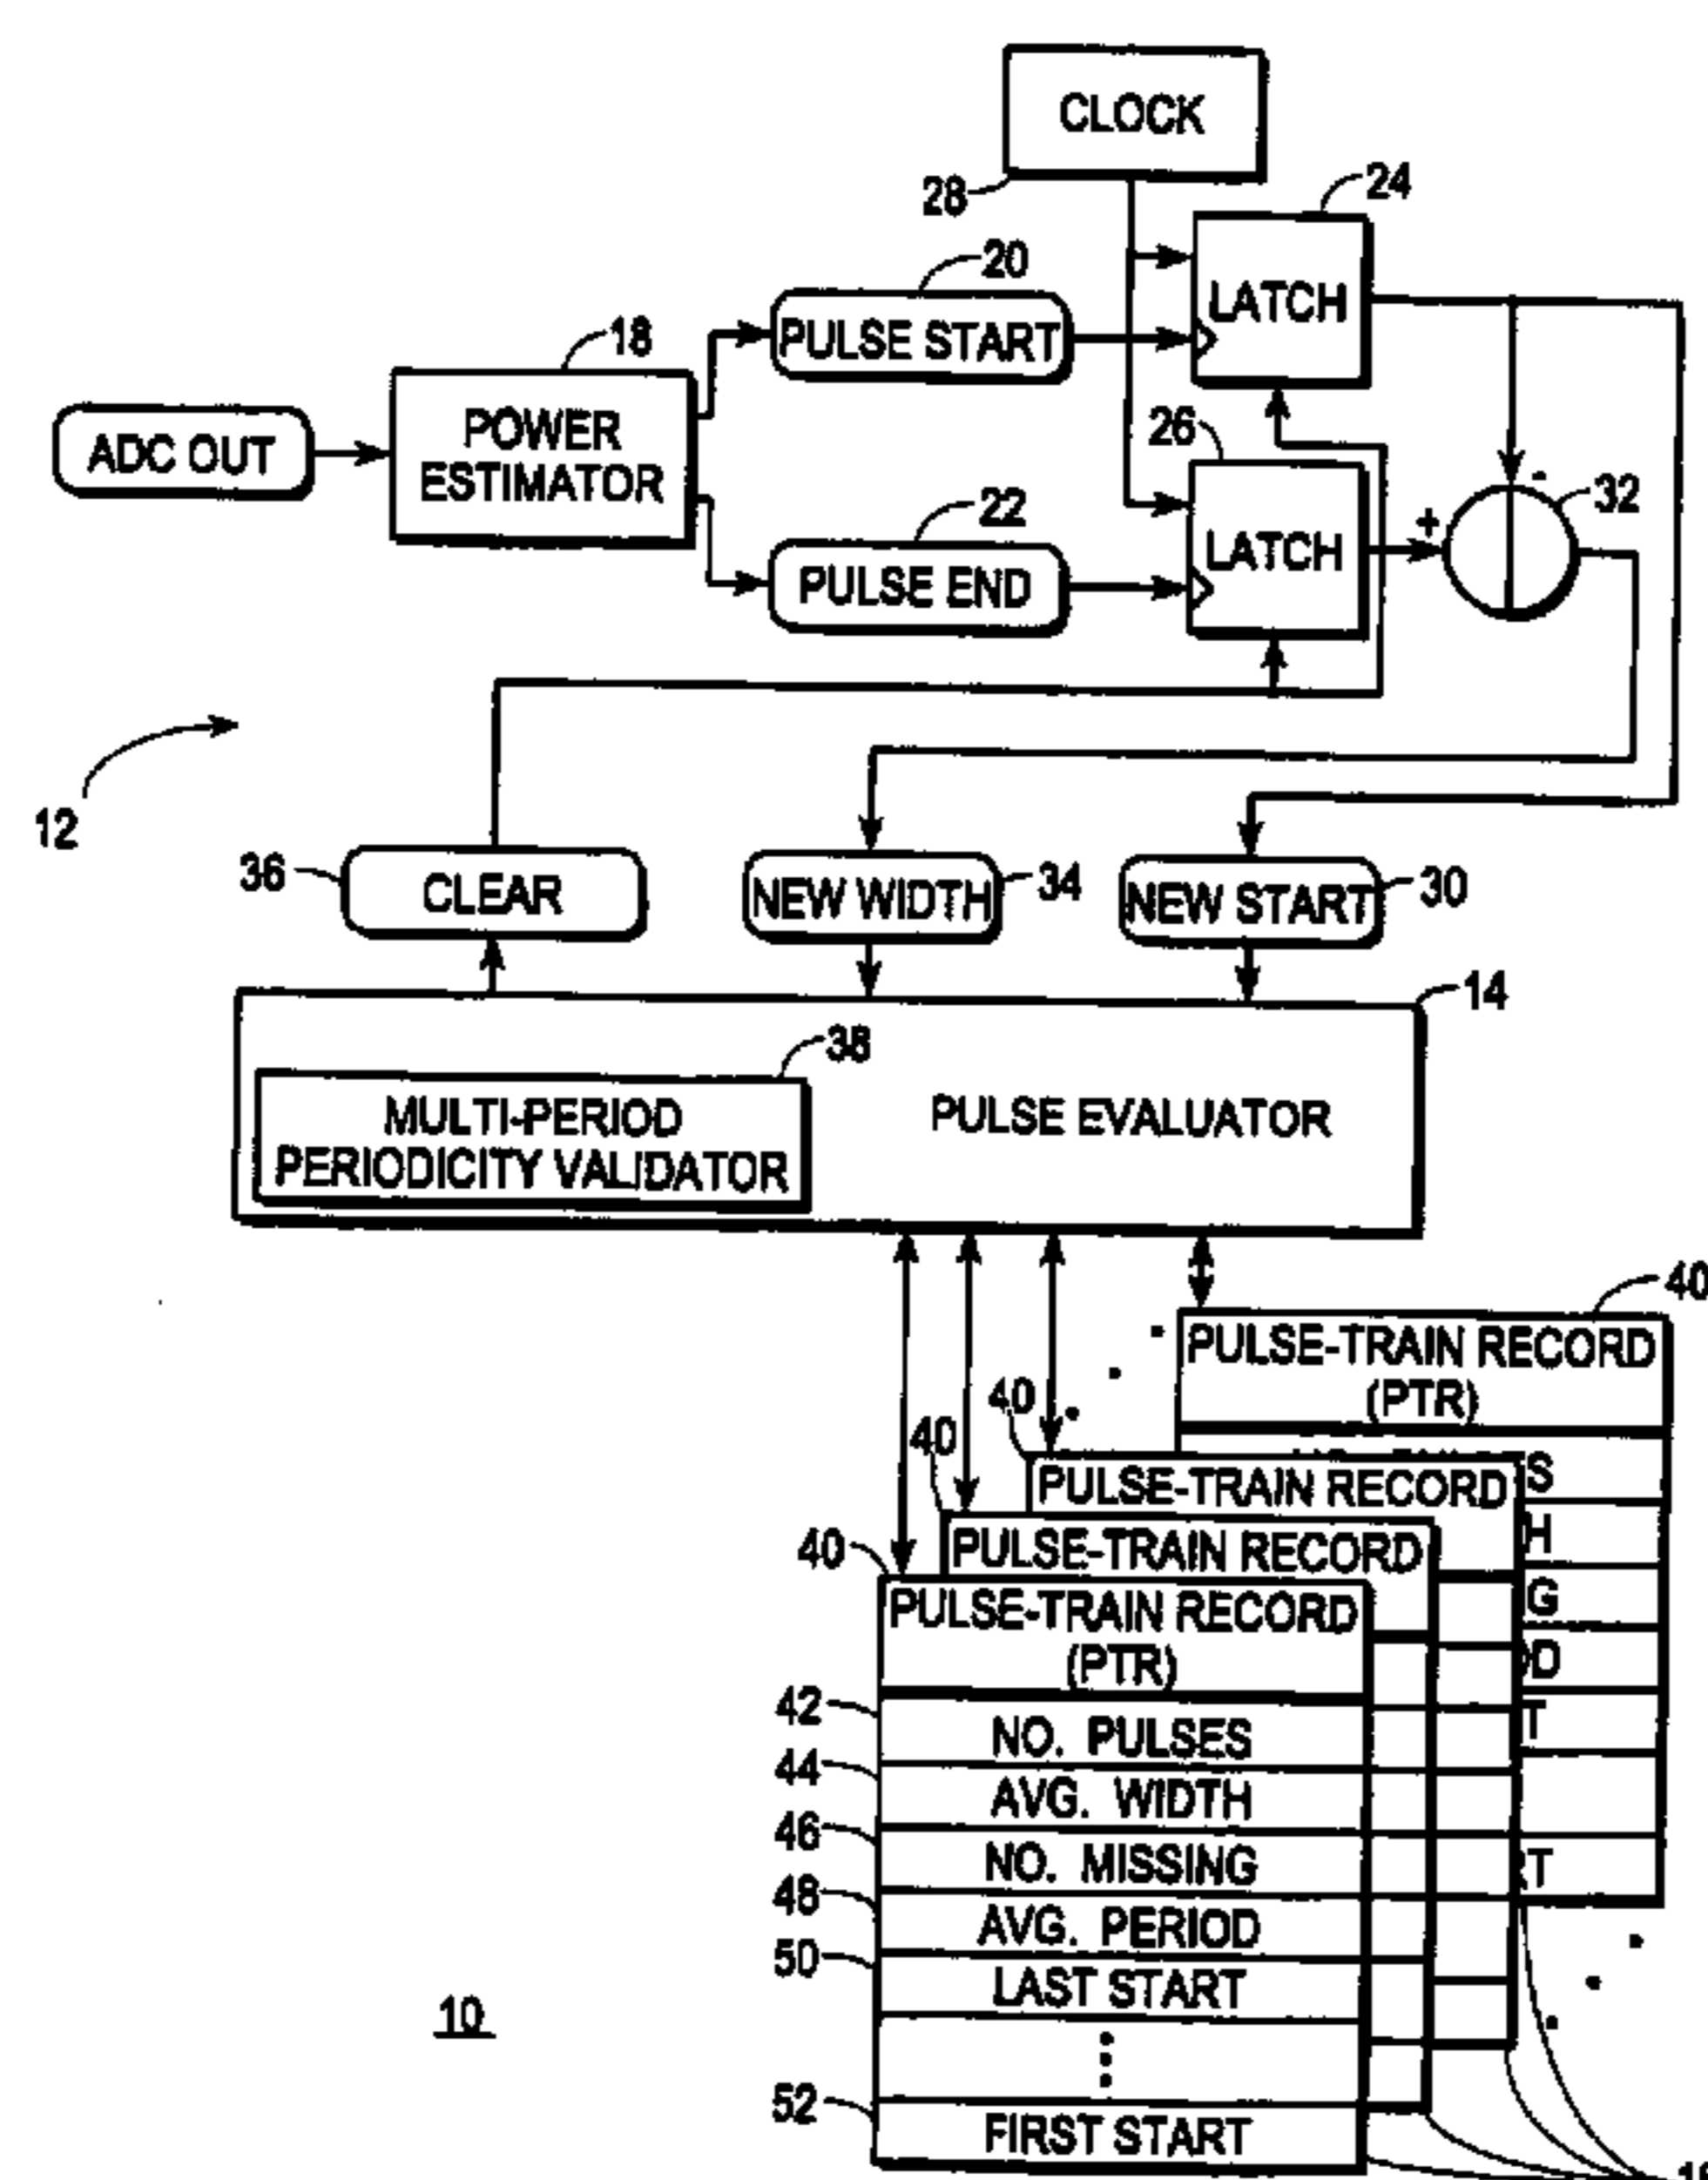 CLOCK
28
24
20
LATCH
PULSE START
18
26
ADC OUT
POWER
ESTIMATOR
-
32
22
+
LATCH
PULSE END
12
36
CLEAR
NEW WIDTH
34
NEW START
30
14
38
MULTI-PERIOD
PERIODICITY VALIDATOR
PULSE EVALUATOR
40
PULSE-TRAIN RECORD
(PTR)
40
40
S
PULSE-TRAIN RECORD
H
40
PULSE-TRAIN RECORD
G
PULSE-TRAIN RECORD
(PTR)
D
42
NO. PULSES
T
44
AVG. WIDTH
46
NO. MISSING
T
48
AVG. PERIOD
50
LAST START
10
52
FIRST START